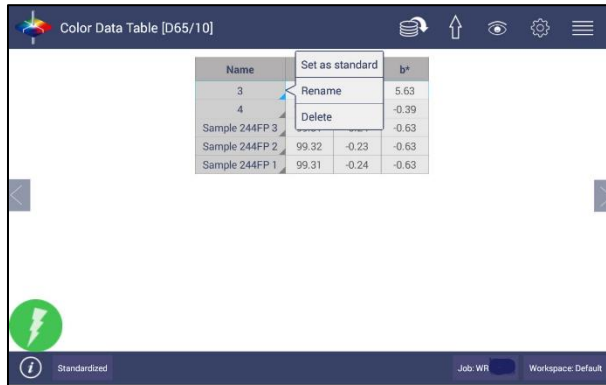 Color Data Table [D65/10]
Name b*
Set as standard
Rename
Delete
3 5.63
4 -0.39
Sample 244FP 3 -0.63
Sample 244FP 2 99.32 -0.23 -0.63
Sample 244FP 1 99.31 -0.24 -0.63
i Standardized Job: WR Workspace: Default